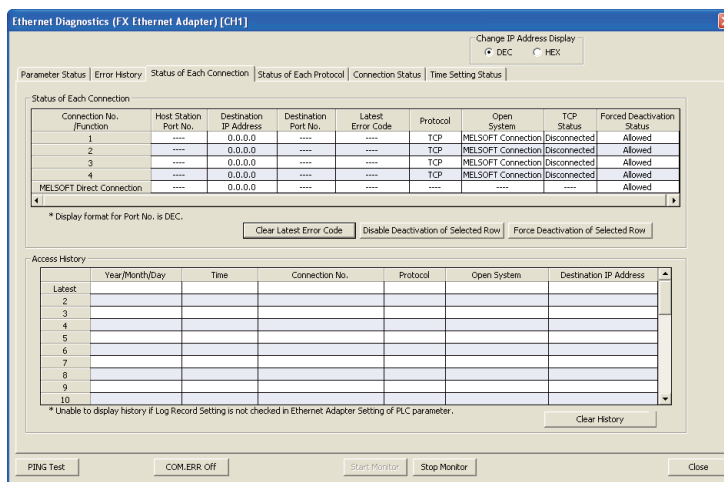 Ethernet Diagnostics (FX Ethernet Adapter) [CH1]
Change IP Address Display
DEC HEX
Parameter Status Error History Status of Each Connection Status of Each Protocol Connection Status Time Setting Status
Status of Each Connection
Connection No. /Function Host Station Port No. Destination IP Address Destination Port No. Latest Error Code Protocol Open System TCP Status Forced Deactivation Status
1 ---- 0.0.0.0 ---- ---- TCP MELSOFT Connection Disconnected Allowed
2 ---- 0.0.0.0 ---- ---- TCP MELSOFT Connection Disconnected Allowed
3 ---- 0.0.0.0 ---- ---- TCP MELSOFT Connection Disconnected Allowed
4 ---- 0.0.0.0 ---- ---- TCP MELSOFT Connection Disconnected Allowed
MELSOFT Direct Connection ---- 0.0.0.0 ---- ---- ---- ---- ---- Allowed
* Display format for Port No. is DEC.
Clear Latest Error Code Disable Deactivation of Selected Row Force Deactivation of Selected Row
Access History
Year/Month/Day Time Connection No. Protocol Open System Destination IP Address
Latest
2
3
4
5
6
7
8
9
10
* Unable to display history if Log Record Setting is not checked in Ethernet Adapter Setting of PLC parameter.
Clear History
PING Test COM.ERR Off Start Monitor Stop Monitor Close